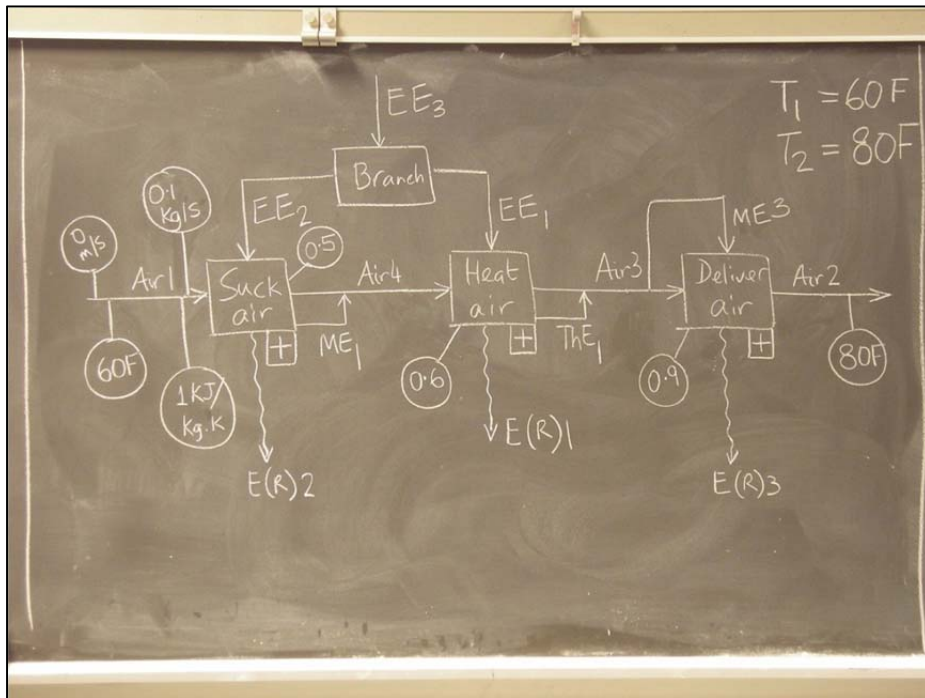 EE3
T1 = 60F
T2 = 80F
Branch
0.1
kg/s
EE2
EE1
ME3
0
m/s
0.5
Air1
Suck
air
Air4
Heat
air
Air3
Deliver
air
Air2
+
ME1
+
ThE1
+
60F
0.6
0.9
80F
1KJ/
kg.K
E(R)2
E(R)1
E(R)3